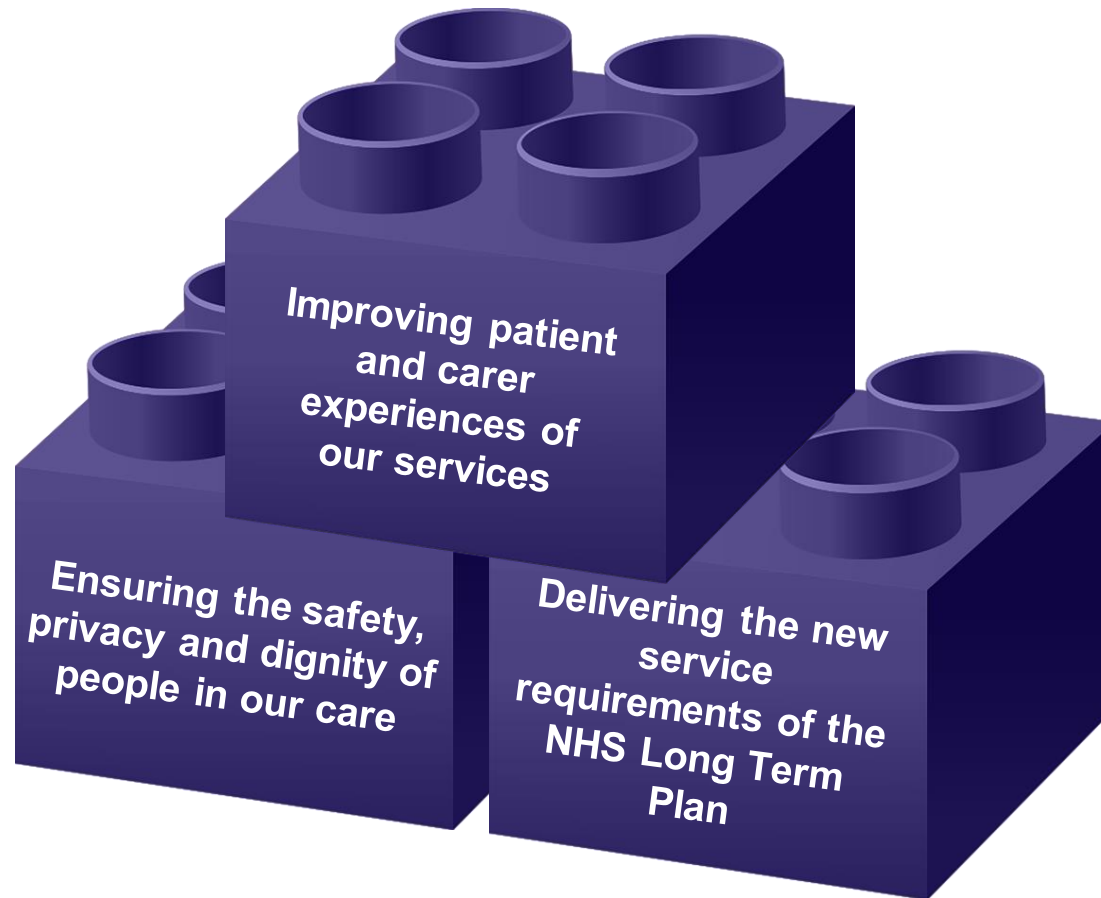 Improving patient
and carer
experiences of
our services
Ensuring the safety,
privacy and dignity of
people in our care
Delivering the new
service
requirements of the
NHS Long Term
Plan